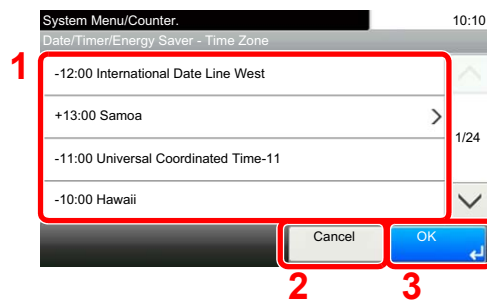 System Menu/Counter. 10:10
Date/Timer/Energy Saver - Time Zone
1
-12:00 International Date Line West
+13:00 Samoa
1/24
-11:00 Universal Coordinated Time-11
-10:00 Hawaii
Cancel OK
2 3